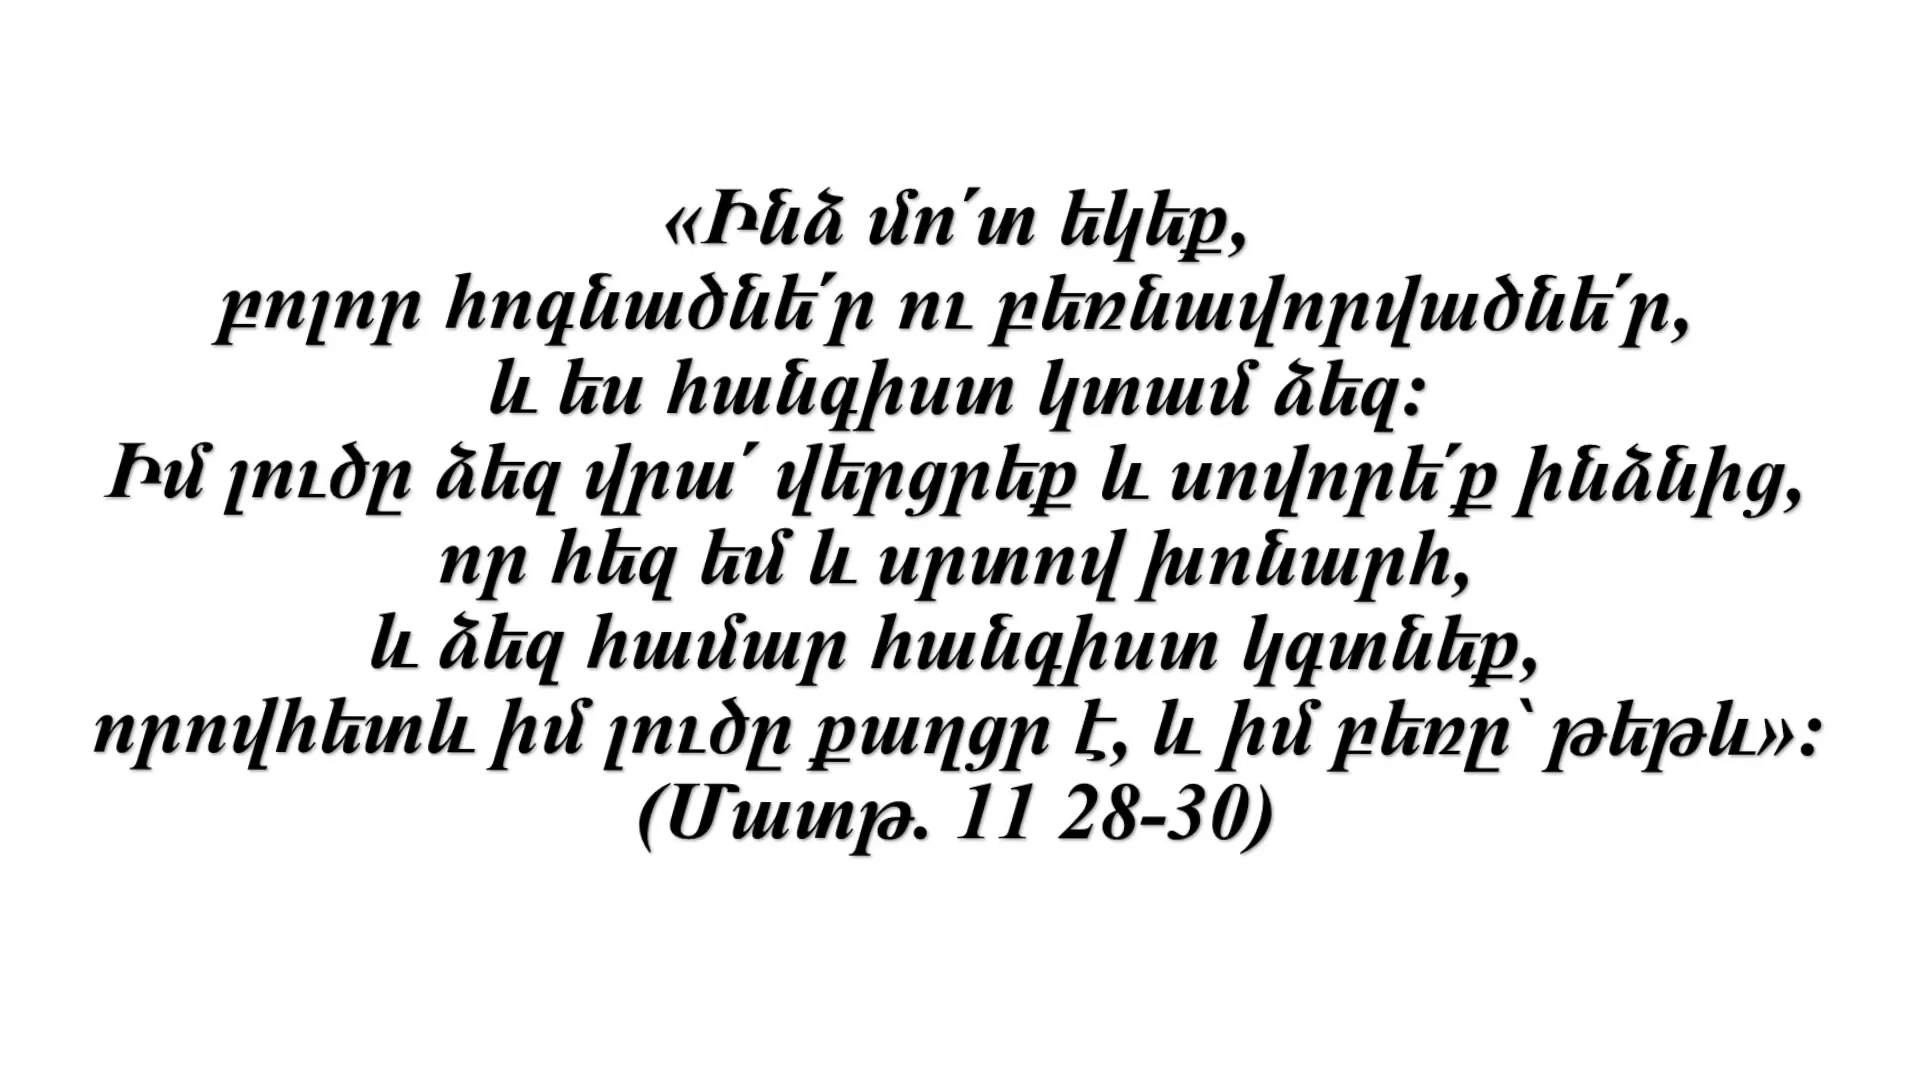 «Ինձ մո՛տ եկեք,
բոլոր հոգնածնե՛ր ու բեռնավորվածնե՛ր,
և ես հանգիստ կտամ ձեզ:
Իմ լուծը ձեզ վրա՛ վերցրեք և սովորե՛ք ինձնից,
որ հեզ եմ և սրտով խոնարհ,
և ձեզ համար հանգիստ կգտնեք,
որովհետև իմ լուծը քաղցր է, և իմ բեռը՝ թեթև»:
(Մատթ. 11 28-30)